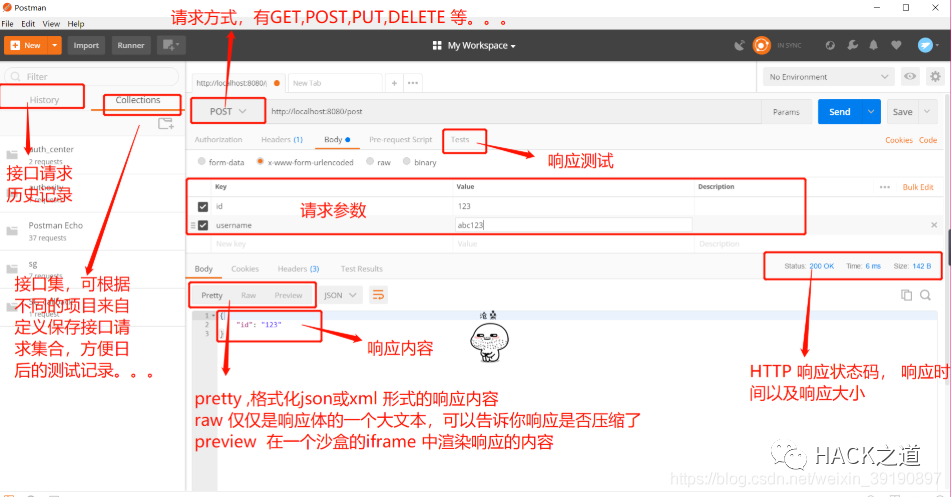 Postman
请求方式，有GET,POST,PUT,DELETE 等。。。
File Edit View Help
New Import Runner
My Workspace
IN SYNC
Filter
http://localhost:8080/ New Tab
No Environment
History Collections
POST http://localhost:8080/post Params Send Save
Authorization Headers (1) Body Pre-request Script Tests Cookies Code
响应测试
form-data x-www-form-urlencoded raw binary
Key Value Description Bulk Edit
id 123
请求参数
username abc123
New key Value Description
auth_center
2 requests
接口请求
历史记录
Postman Echo
37 requests
sg
7 requests
接口集，可根据
不同的项目来自
定义保存接口请
求集合，方便日
后的测试记录。。。
Body Cookies Headers (3) Test Results
Status: 200 OK Time: 6 ms Size: 142 B
Pretty Raw Preview JSON
1 {
2 "id": "123"
3 }
沧桑
响应内容
HTTP 响应状态码， 响应时
间以及响应大小
pretty ,格式化json或xml 形式的响应内容
raw 仅仅是响应体的一个大文本，可以告诉你响应是否压缩了
preview 在一个沙盒的iframe 中渲染响应的内容
HACK之道
https://blog.csdn.net/weixin_39190897